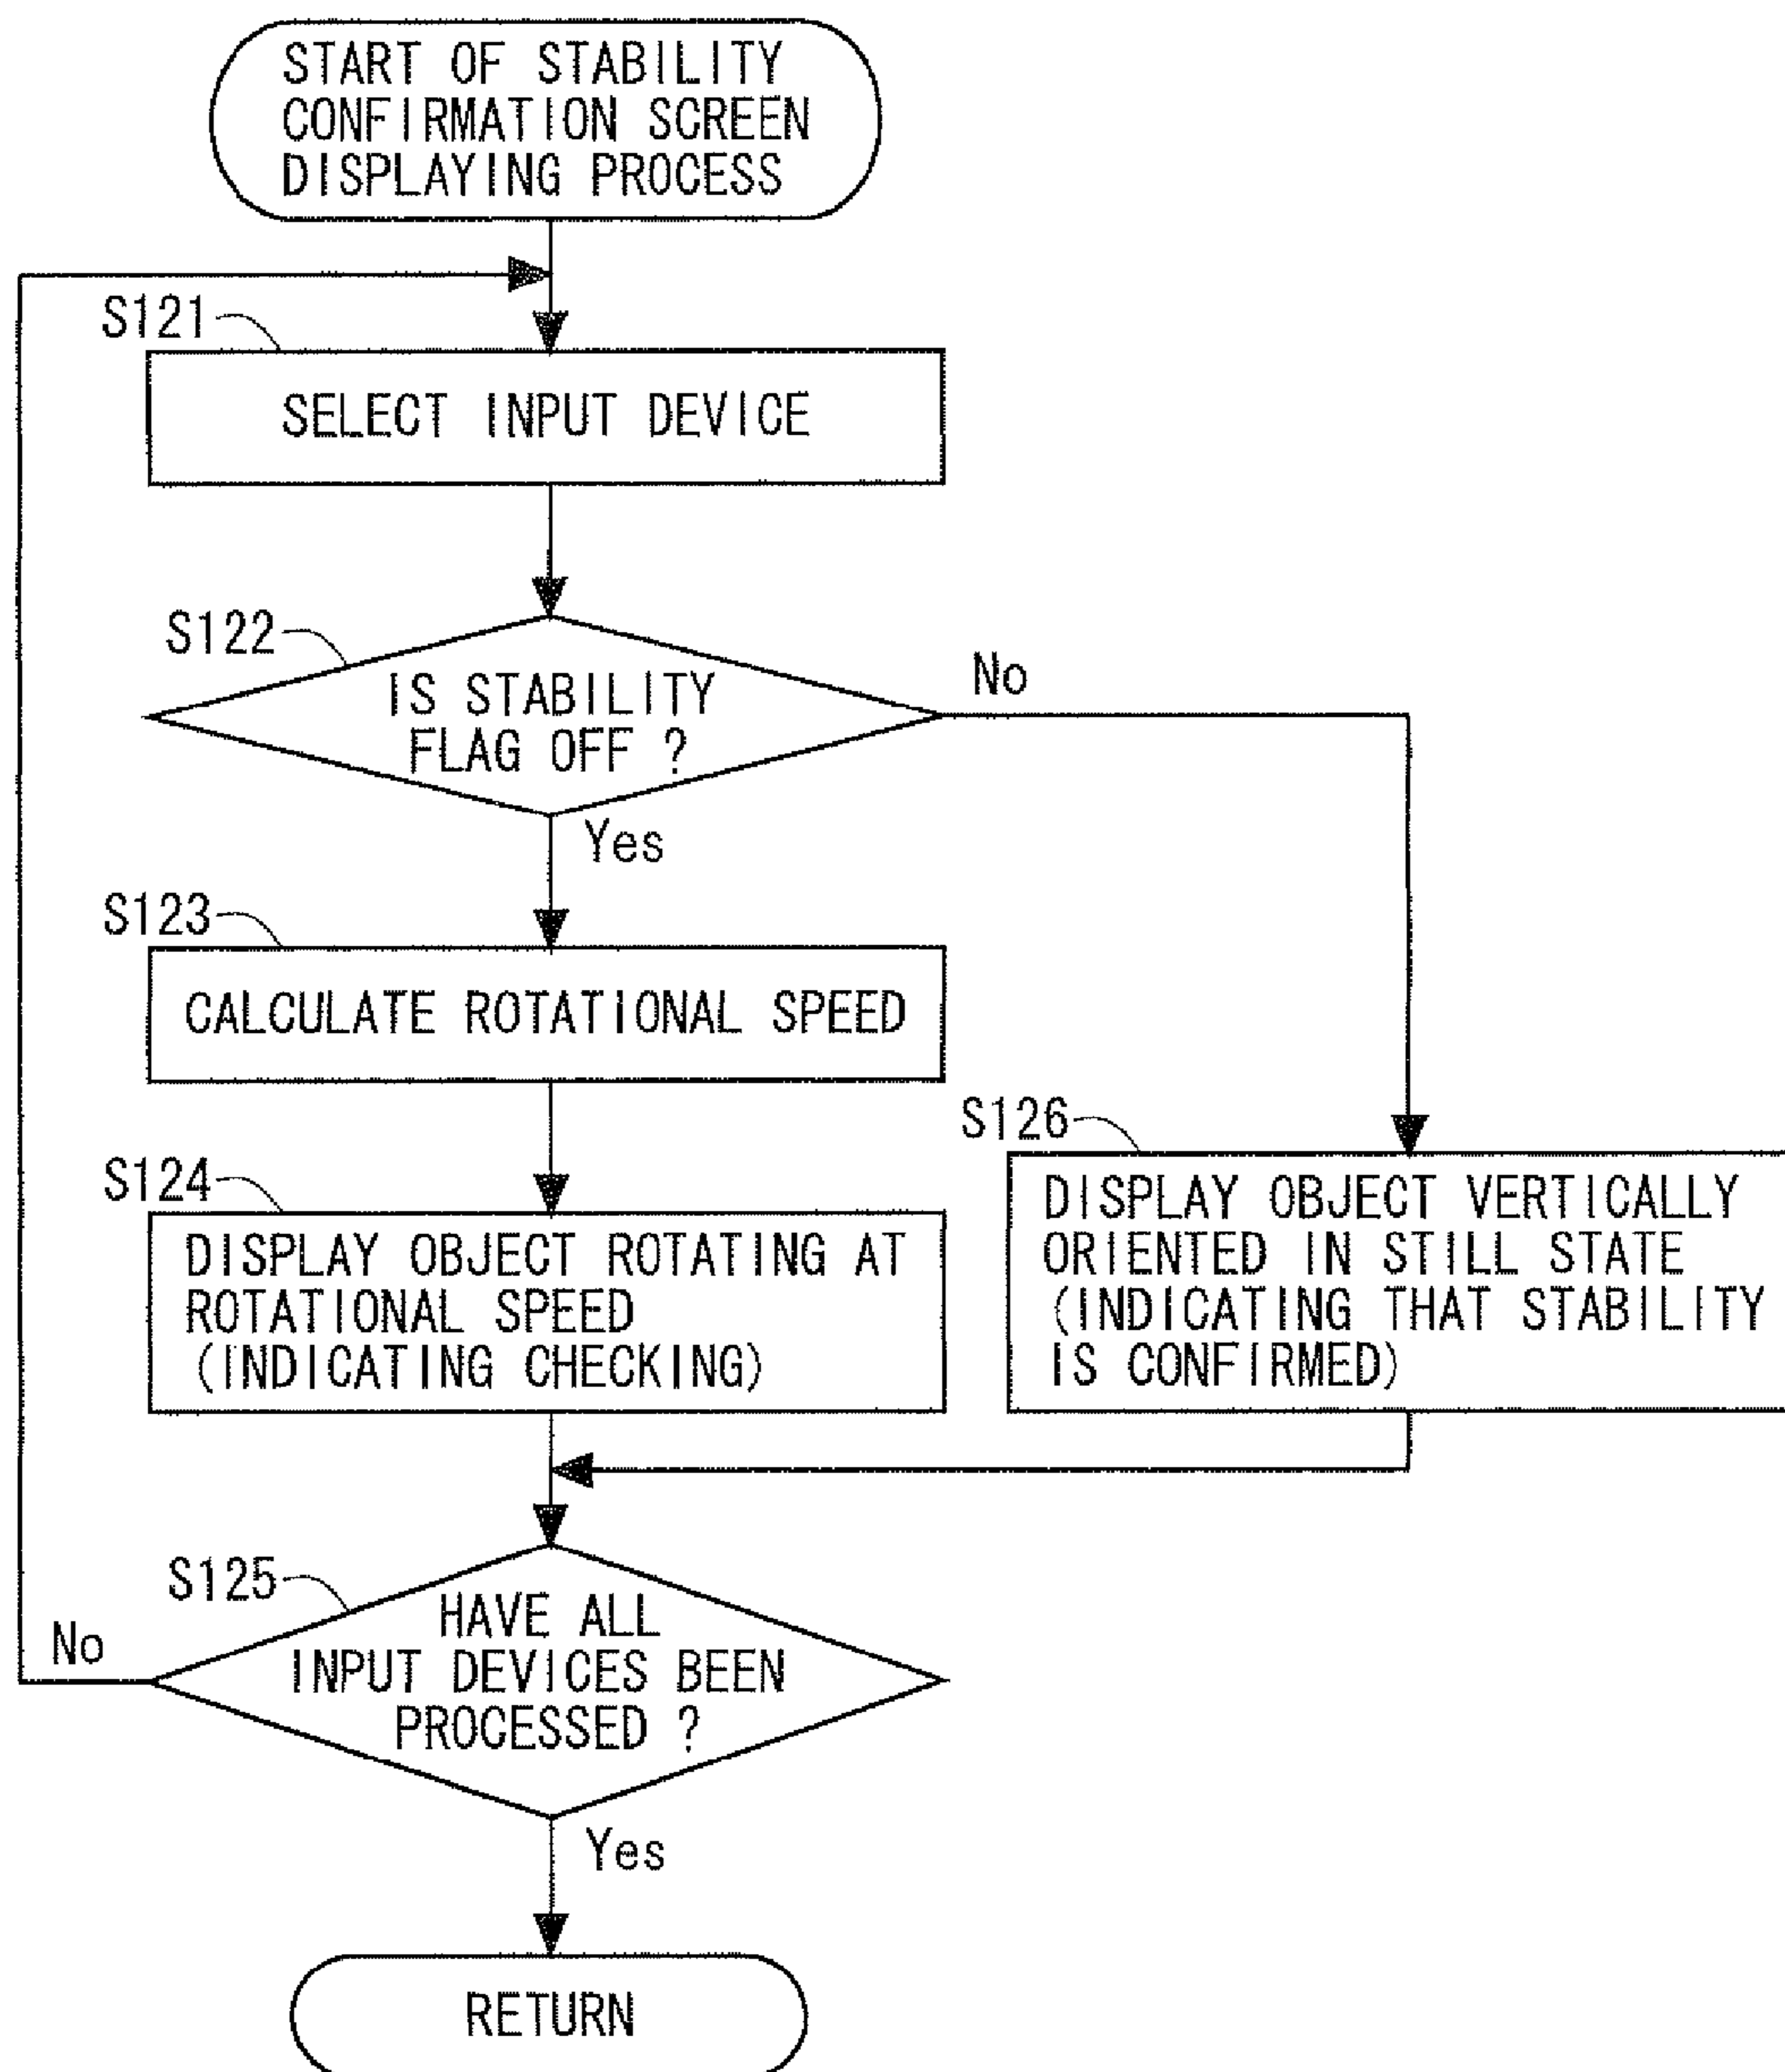 START OF STABILITY
CONFIRMATION SCREEN
DISPLAYING PROCESS
S121
SELECT INPUT DEVICE
S122
IS STABILITY
FLAG OFF ?
No
Yes
S123
CALCULATE ROTATIONAL SPEED
S124
DISPLAY OBJECT ROTATING AT
ROTATIONAL SPEED
(INDICATING CHECKING)
S126
DISPLAY OBJECT VERTICALLY
ORIENTED IN STILL STATE
(INDICATING THAT STABILITY
IS CONFIRMED)
S125
HAVE ALL
INPUT DEVICES BEEN
PROCESSED ?
No
Yes
RETURN